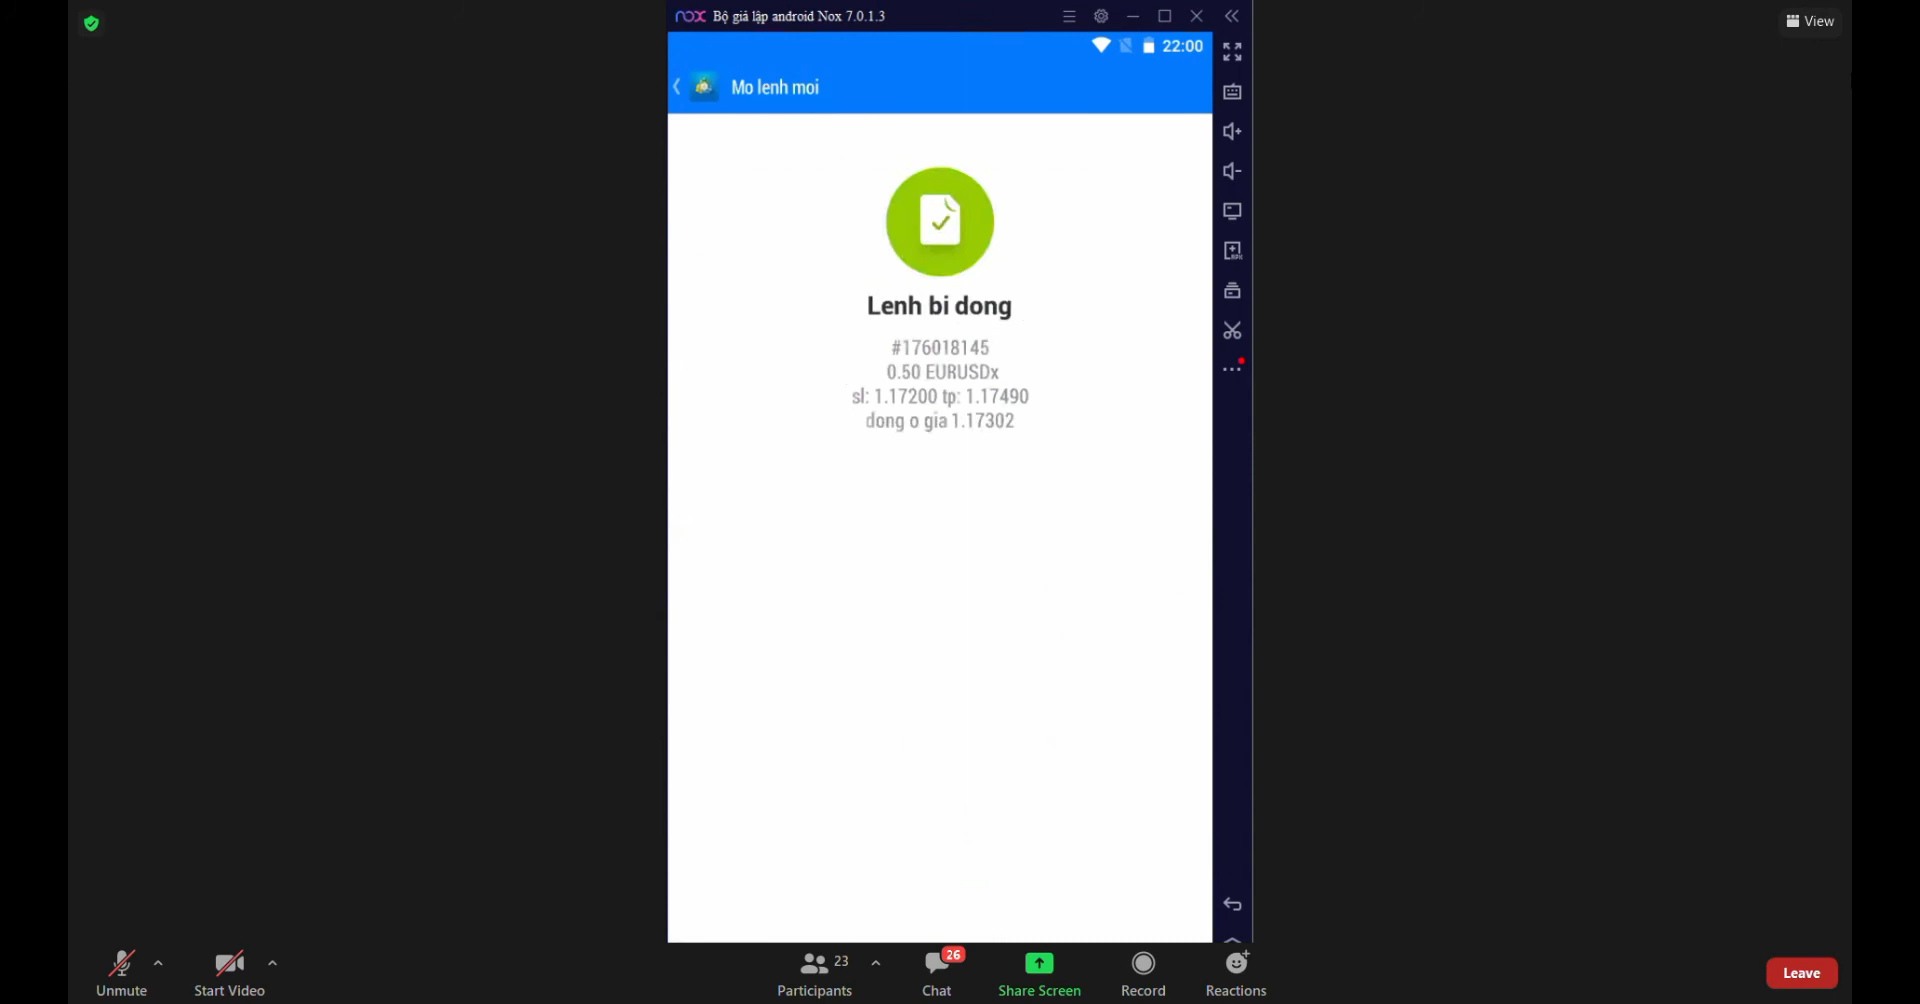 nox Bộ giả lập android Nox 7.0.1.3
View
22:00
Mo lenh moi
Lenh bi dong
#176018145
0.50 EURUSDx
sl: 1.17200 tp: 1.17490
dong o gia 1.17302
Unmute
Start Video
23
Participants
26
Chat
Share Screen
Record
Reactions
Leave